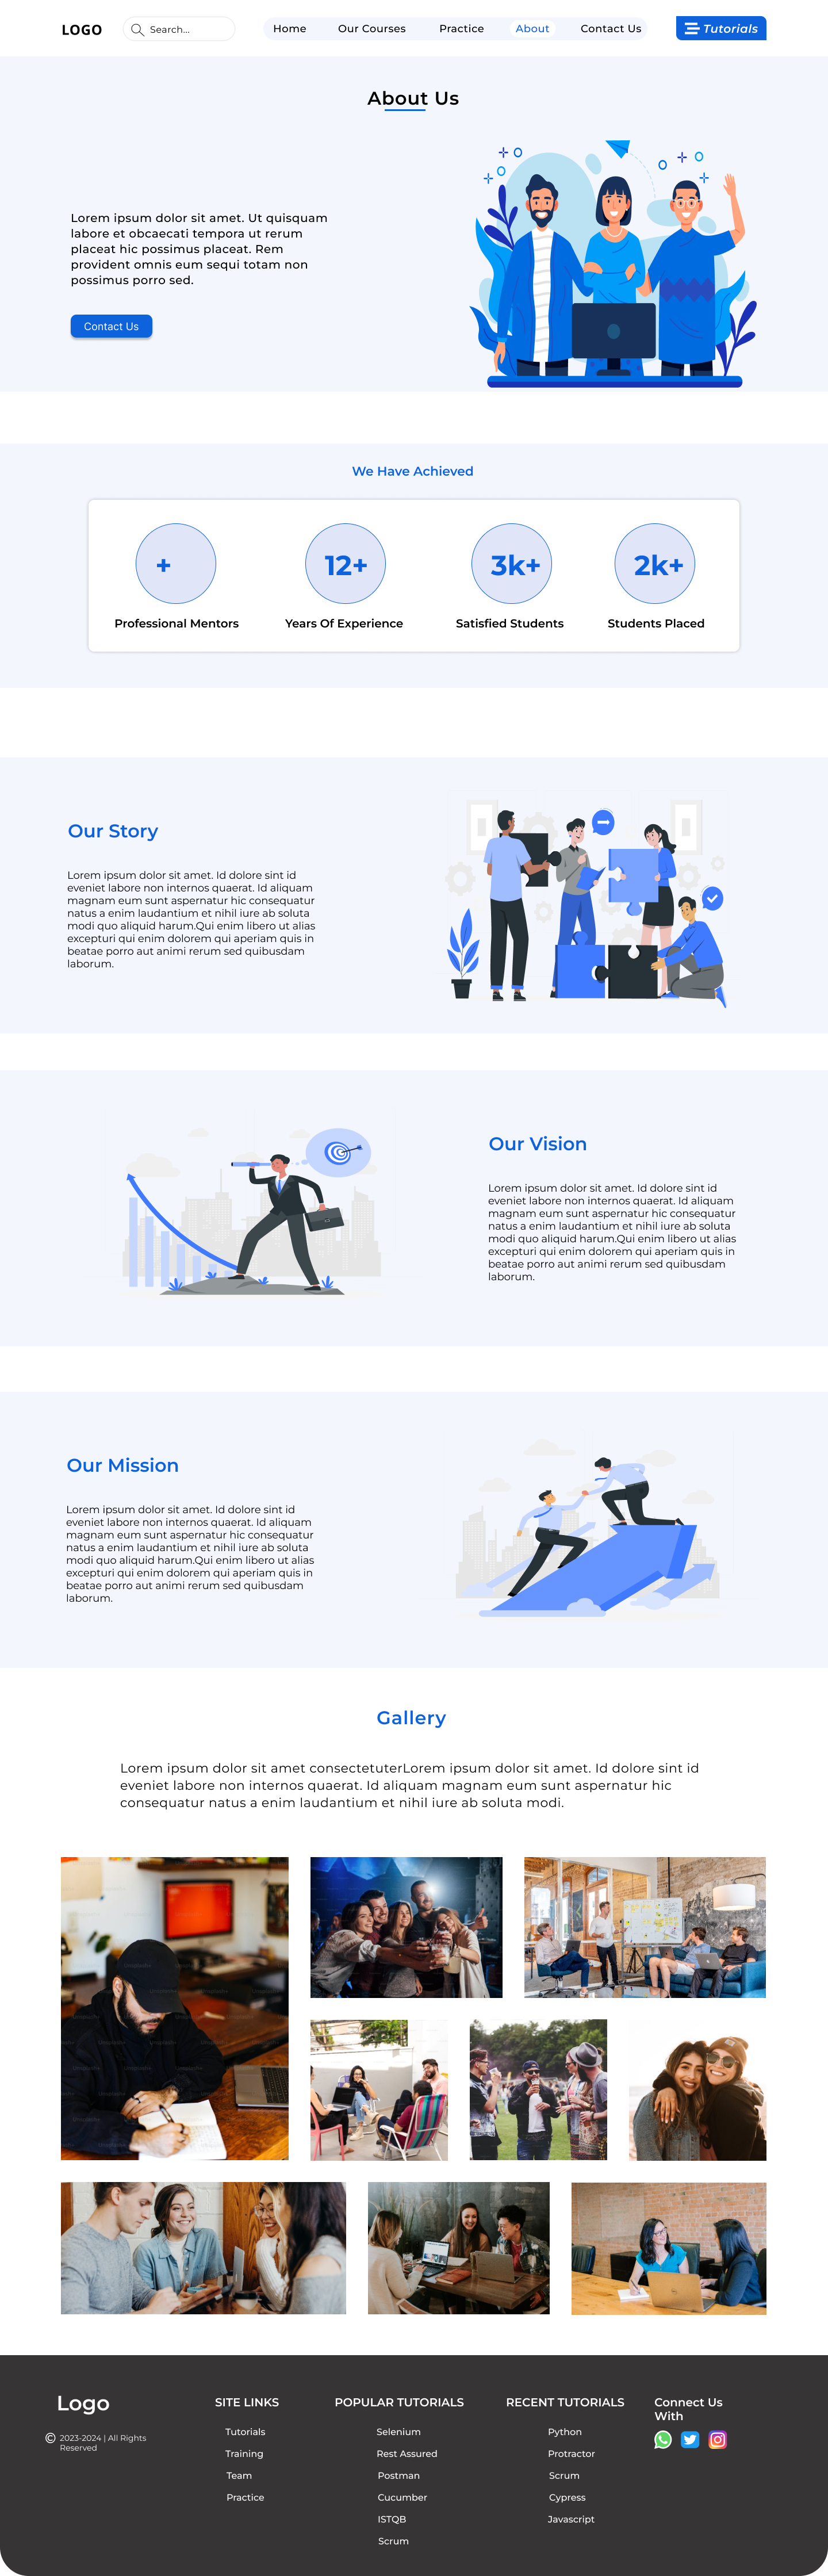 LOGO
Search...
Home
Our Courses
Practice
About
Contact Us
Tutorials
About Us
Lorem ipsum dolor sit amet. Ut quisquam
labore et obcaecati tempora ut rerum
placeat hic possimus placeat. Rem
provident omnis eum sequi totam non
possimus porro sed.
Contact Us
We Have Achieved
+
12+
3k+
2k+
Professional Mentors
Years Of Experience
Satisfied Students
Students Placed
Our Story
Lorem ipsum dolor sit amet. Id dolore sint id
eveniet labore non internos quaerat. Id aliquam
magnam eum sunt aspernatur hic consequatur
natus a enim laudantium et nihil iure ab soluta
modi quo aliquid harum.Qui enim libero ut alias
excepturi qui enim dolorem qui aperiam quis in
beatae porro aut animi rerum sed quibusdam
laborum.
Our Vision
Lorem ipsum dolor sit amet. Id dolore sint id
eveniet labore non internos quaerat. Id aliquam
magnam eum sunt aspernatur hic consequatur
natus a enim laudantium et nihil iure ab soluta
modi quo aliquid harum.Qui enim libero ut alias
excepturi qui enim dolorem qui aperiam quis in
beatae porro aut animi rerum sed quibusdam
laborum.
Our Mission
Lorem ipsum dolor sit amet. Id dolore sint id
eveniet labore non internos quaerat. Id aliquam
magnam eum sunt aspernatur hic consequatur
natus a enim laudantium et nihil iure ab soluta
modi quo aliquid harum.Qui enim libero ut alias
excepturi qui enim dolorem qui aperiam quis in
beatae porro aut animi rerum sed quibusdam
laborum.
Gallery
Lorem ipsum dolor sit amet consectetuterLorem ipsum dolor sit amet. Id dolore sint id
eveniet labore non internos quaerat. Id aliquam magnam eum sunt aspernatur hic
consequatur natus a enim laudantium et nihil iure ab soluta modi.
Logo
© 2023-2024 | All Rights
Reserved
SITE LINKS
Tutorials
Training
Team
Practice
POPULAR TUTORIALS
Selenium
Rest Assured
Postman
Cucumber
ISTQB
Scrum
RECENT TUTORIALS
Python
Protractor
Scrum
Cypress
Javascript
Connect Us
With